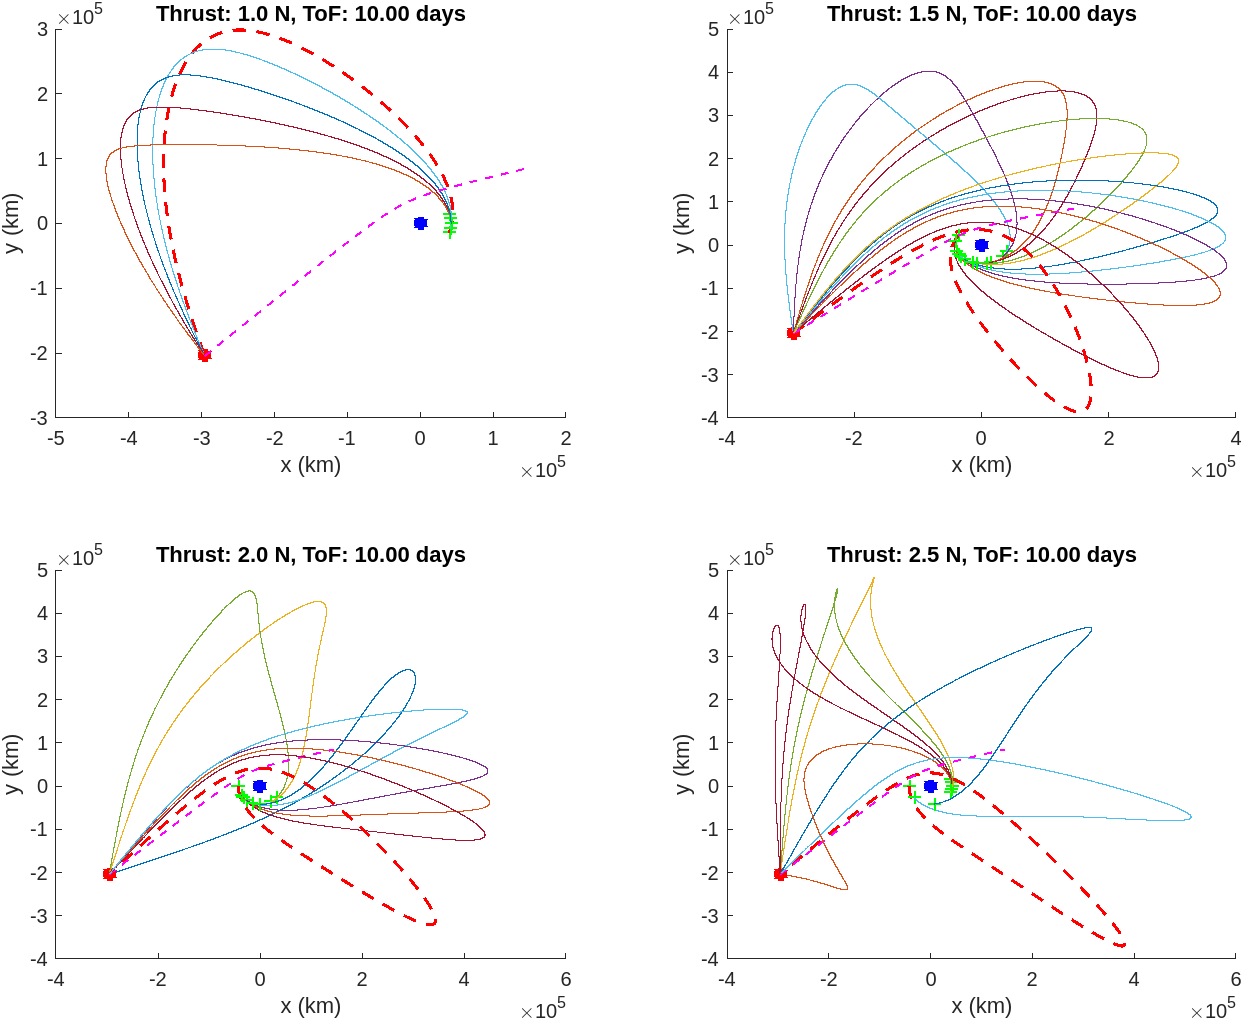 Thrust: 1.0 N, ToF: 10.00 days
×10^5
3
2
1
0
-1
-2
-3
y (km)
-5 -4 -3 -2 -1 0 1 2
x (km)
×10^5
Thrust: 1.5 N, ToF: 10.00 days
×10^5
5
4
3
2
1
0
-1
-2
-3
-4
y (km)
-4 -2 0 2 4
x (km)
×10^5
Thrust: 2.0 N, ToF: 10.00 days
×10^5
5
4
3
2
1
0
-1
-2
-3
-4
y (km)
-4 -2 0 2 4 6
x (km)
×10^5
Thrust: 2.5 N, ToF: 10.00 days
×10^5
5
4
3
2
1
0
-1
-2
-3
-4
y (km)
-4 -2 0 2 4 6
x (km)
×10^5